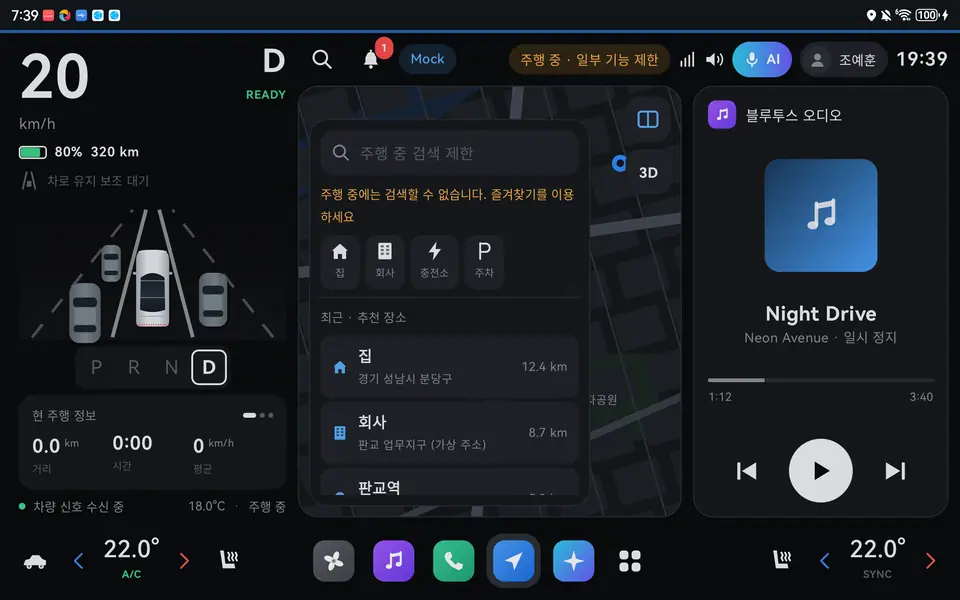 7:39
100
20
D
READY
km/h
80% 320 km
차로 유지 보조 대기
P R N D
현 주행 정보
0.0 km
거리
0:00
시간
0 km/h
평균
차량 신호 수신 중
18.0°C · 주행 중
1
Mock
주행 중 · 일부 기능 제한
AI
조예훈
19:39
주행 중 검색 제한
주행 중에는 검색할 수 없습니다. 즐겨찾기를 이용
하세요
집
회사
충전소
P
주차
최근 · 추천 장소
집
경기 성남시 분당구
12.4 km
회사
판교 업무지구 (가상 주소)
8.7 km
판교역
3D
블루투스 오디오
Night Drive
Neon Avenue · 일시 정지
1:12
3:40
22.0°
A/C
22.0°
SYNC